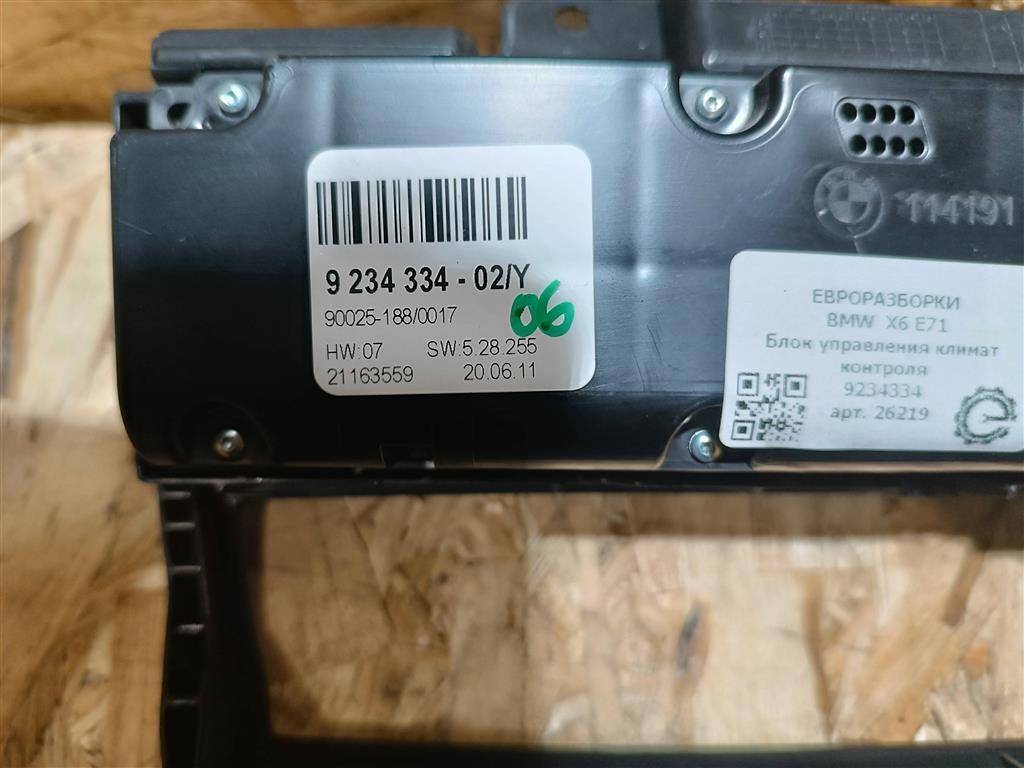 9 234 334 - 02/Y
90025-188/0017
06
HW:07 SW:5.28.255
21163559 20.06.11
114191
ЕВРОРАЗБОРКИ
BMW X6 E71
Блок управления климат
контроля
9234334
арт. 26219